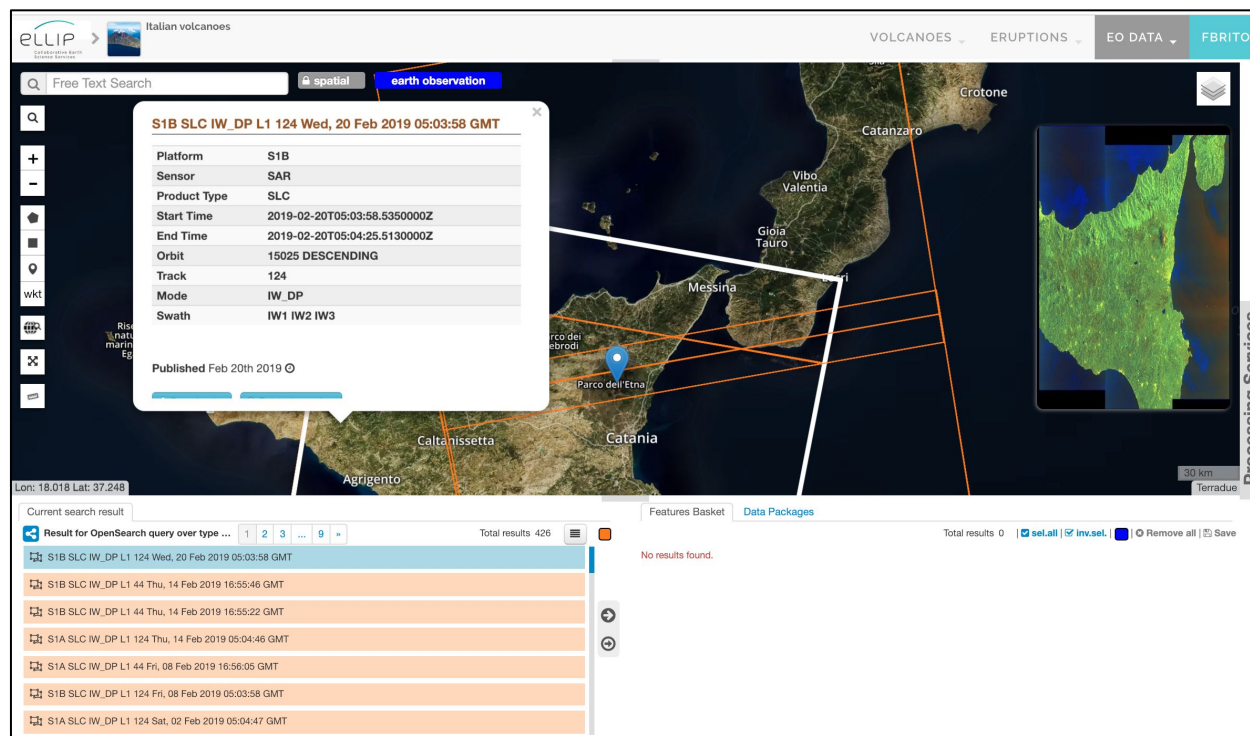 eLLIP
Collaborative Earth
Science Services
Italian volcanoes
VOLCANOES
ERUPTIONS
EO DATA
FBRITO
Free Text Search
spatial
earth observation
S1B SLC IW_DP L1 124 Wed, 20 Feb 2019 05:03:58 GMT
Platform S1B
Sensor SAR
Product Type SLC
Start Time 2019-02-20T05:03:58.5350000Z
End Time 2019-02-20T05:04:25.5130000Z
Orbit 15025 DESCENDING
Track 124
Mode IW_DP
Swath IW1 IW2 IW3
Published Feb 20th 2019
wkt
Crotone
Catanzaro
Vibo
Valentia
Gioia
Tauro
Messina
Parco dell'Etna
Catania
Caltanissetta
Agrigento
Lon: 18.018 Lat: 37.248
30 km
Terradue
Processing Service
Current search result
Result for OpenSearch query over type ... 1 2 3 ... 9 » Total results 426
S1B SLC IW_DP L1 124 Wed, 20 Feb 2019 05:03:58 GMT
S1B SLC IW_DP L1 44 Thu, 14 Feb 2019 16:55:46 GMT
S1B SLC IW_DP L1 44 Thu, 14 Feb 2019 16:55:22 GMT
S1A SLC IW_DP L1 124 Thu, 14 Feb 2019 05:04:46 GMT
S1A SLC IW_DP L1 44 Fri, 08 Feb 2019 16:56:05 GMT
S1B SLC IW_DP L1 124 Fri, 08 Feb 2019 05:03:58 GMT
S1A SLC IW_DP L1 124 Sat, 02 Feb 2019 05:04:47 GMT
Features Basket
Data Packages
Total results 0 | sel.all | inv.sel. | | Remove all | Save
No results found.